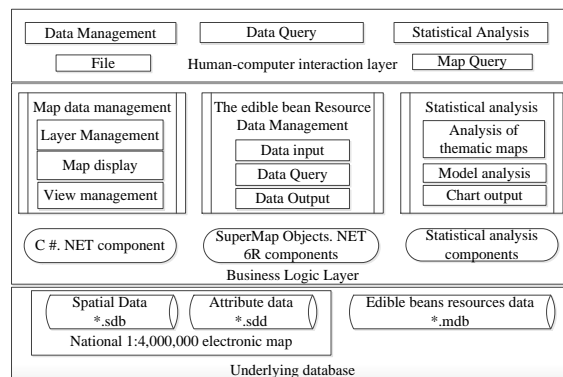 Data Management
Data Query
Statistical Analysis
File
Human-computer interaction layer
Map Query
Map data management
Layer Management
Map display
View management
The edible bean Resource
Data Management
Data input
Data Query
Data Output
Statistical analysis
Analysis of
thematic maps
Model analysis
Chart output
C #. NET component
SuperMap Objects. NET
6R components
Statistical analysis
components
Business Logic Layer
Spatial Data
*.sdb
Attribute data
*.sdd
Edible beans resources data
*.mdb
National 1:4,000,000 electronic map
Underlying database